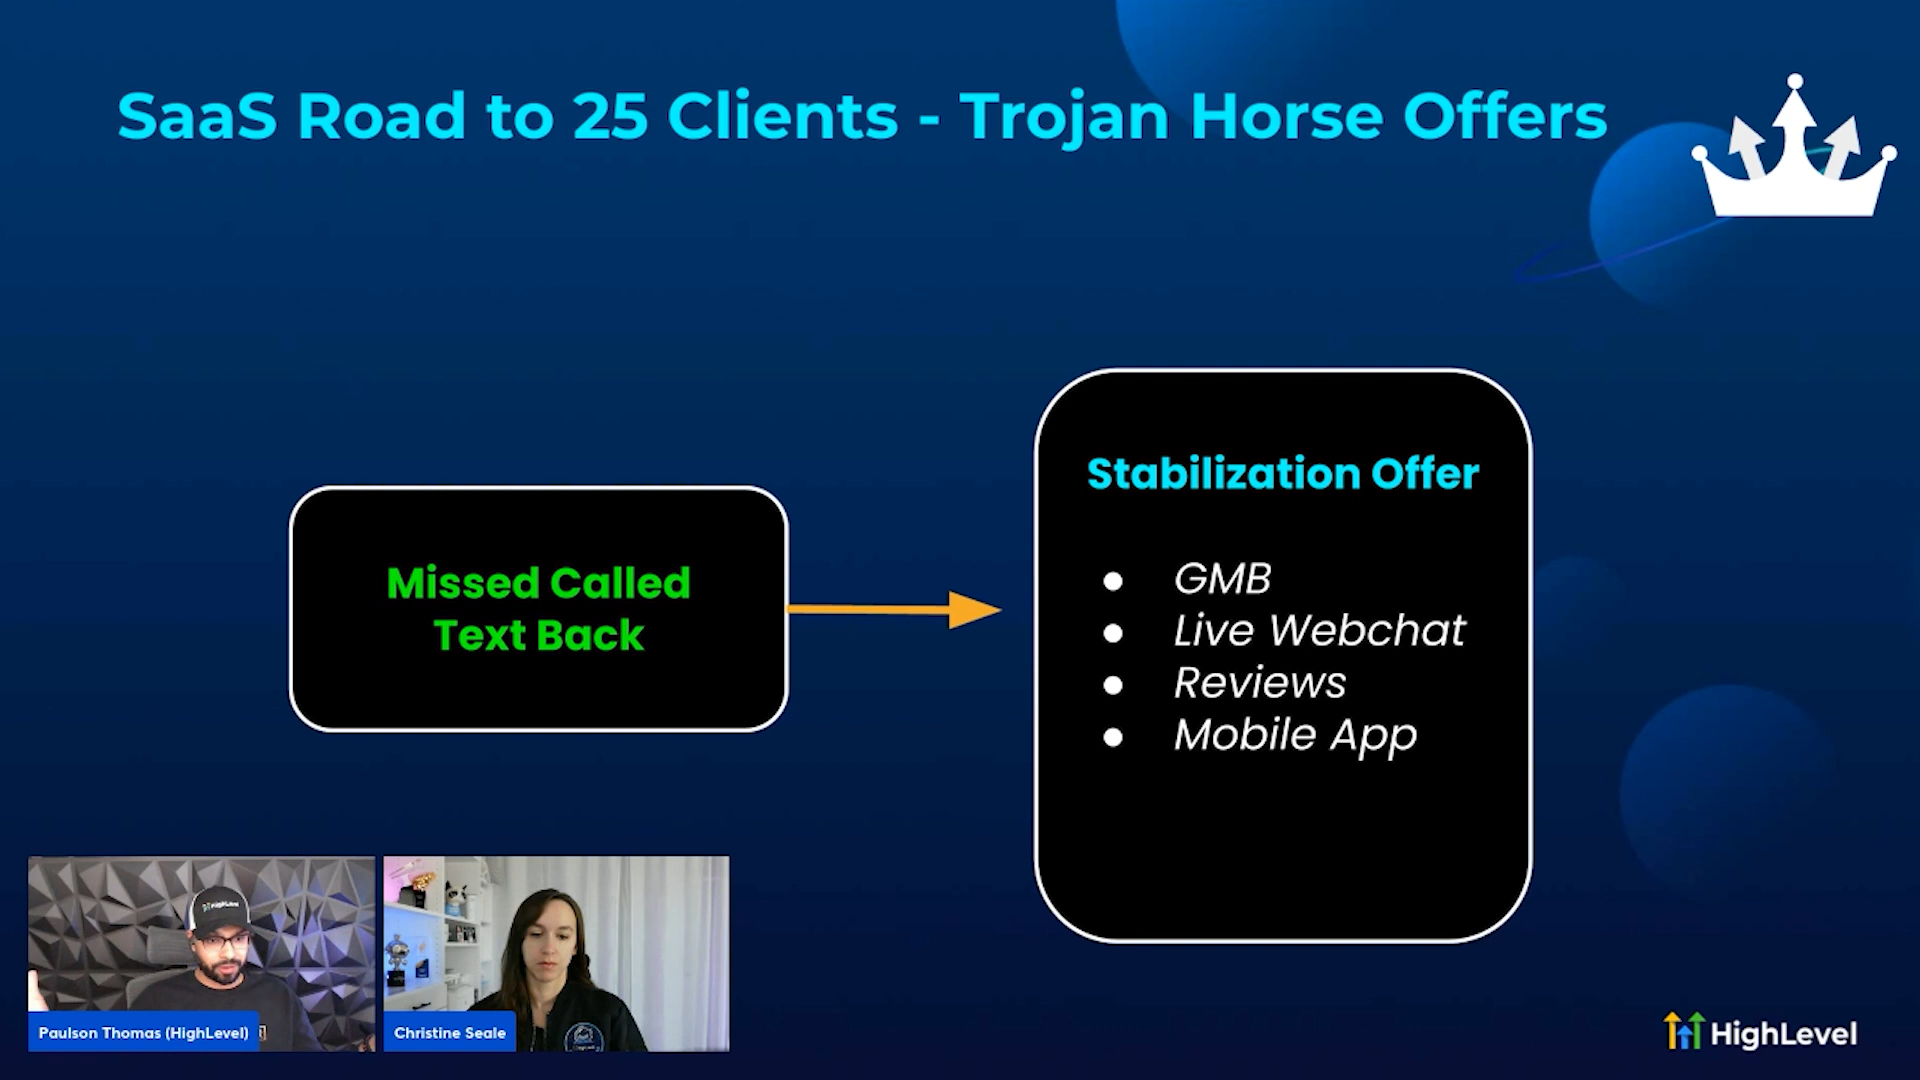 SaaS Road to 25 Clients - Trojan Horse Offers
Missed Called
Text Back
Stabilization Offer
● GMB
● Live Webchat
● Reviews
● Mobile App
HighLevel
Paulson Thomas (HighLevel)
Christine Seale
HighLevel